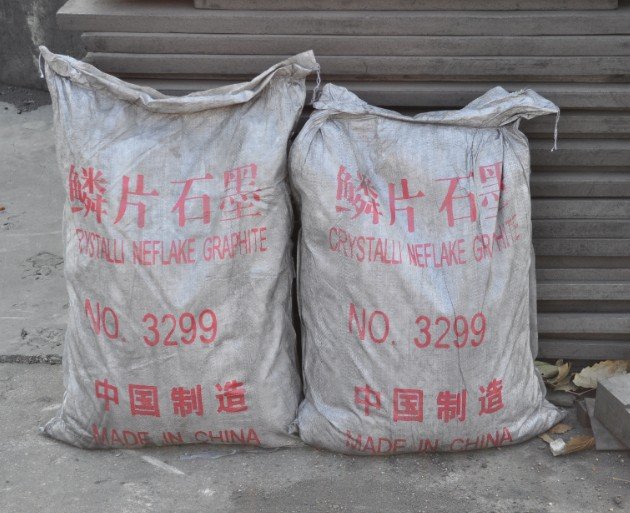 鳞片石墨
CRYSTALLI NEFLAKE GRAPHITE
NO. 3299
中国制造
MADE IN CHINA
鳞片石墨
CRYSTALLI NEFLAKE GRAPHITE
NO. 3299
中国制造
MADE IN CHINA